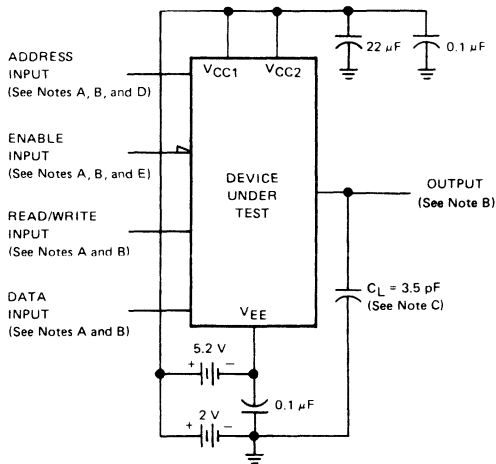 22 μF
0.1 μF
ADDRESS
INPUT
(See Notes A, B, and D)
VCC1
VCC2
ENABLE
INPUT
(See Notes A, B, and E)
DEVICE
UNDER
TEST
OUTPUT
(See Note B)
READ/WRITE
INPUT
(See Notes A and B)
CL = 3.5 pF
(See Note C)
DATA
INPUT
(See Notes A and B)
VEE
5.2 V
+ −
0.1 μF
2 V
+ −